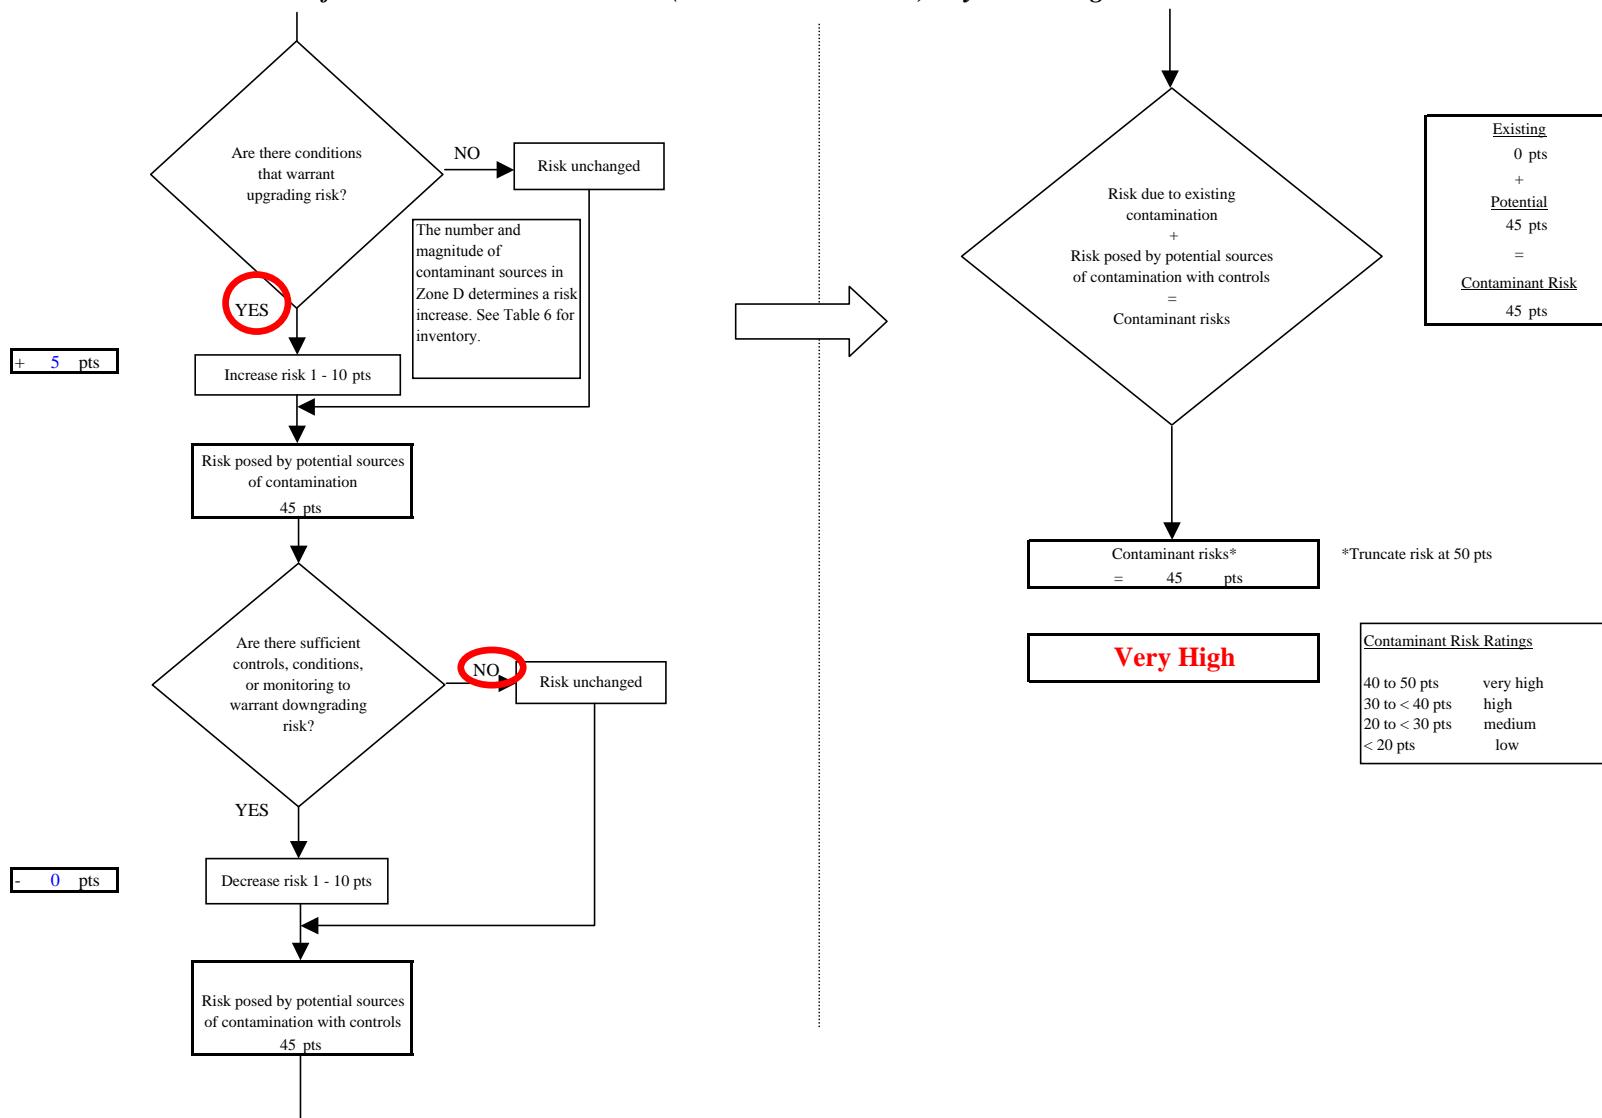 Are there conditions
that warrant
upgrading risk?
NO
Risk unchanged
The number and
magnitude of
contaminant sources in
Zone D determines a risk
increase. See Table 6 for
inventory.
YES
+ 5 pts
Increase risk 1 - 10 pts
Risk posed by potential sources
of contamination
45 pts
Are there sufficient
controls, conditions,
or monitoring to
warrant downgrading
risk?
NO
Risk unchanged
YES
- 0 pts
Decrease risk 1 - 10 pts
Risk posed by potential sources
of contamination with controls
45 pts
Risk due to existing
contamination
+
Risk posed by potential sources
of contamination with controls
=
Contaminant risks
Existing
0 pts
+
Potential
45 pts
=
Contaminant Risk
45 pts
Contaminant risks*
= 45 pts
*Truncate risk at 50 pts
Very High
Contaminant Risk Ratings
40 to 50 pts very high
30 to < 40 pts high
20 to < 30 pts medium
< 20 pts low